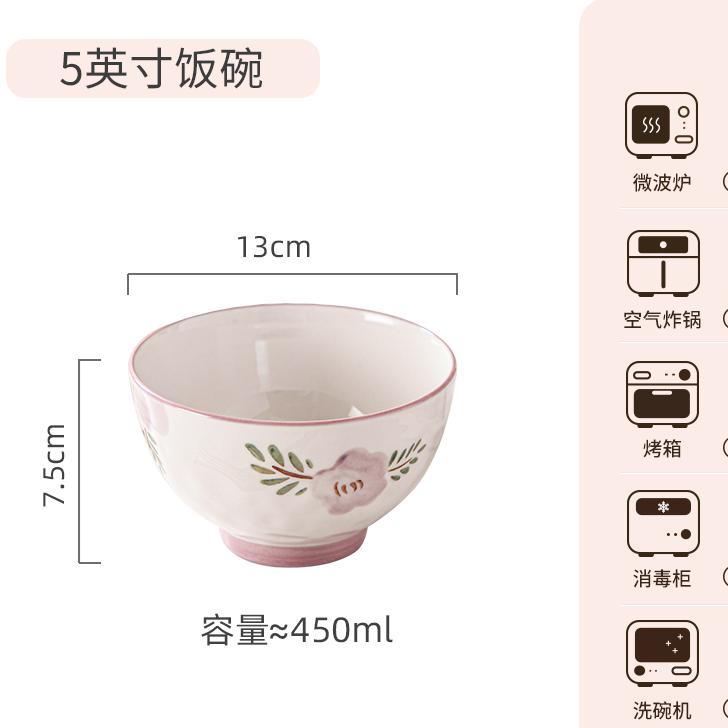 5英寸饭碗
13cm
7.5cm
容量≈450ml
微波炉
空气炸锅
烤箱
消毒柜
洗碗机